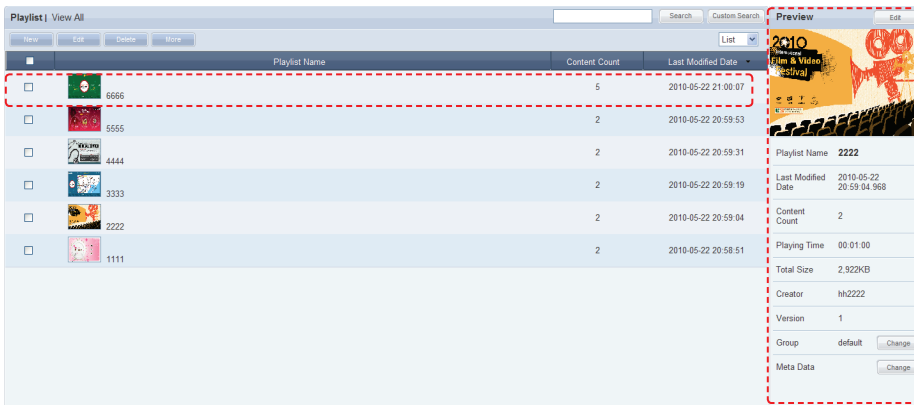 Playlist | View All
Search
Custom Search
New
Edit
Delete
More
List
Playlist Name
Content Count
Last Modified Date
6666
5
2010-05-22 21:00:07
5555
2
2010-05-22 20:59:53
4444
2
2010-05-22 20:59:31
3333
2
2010-05-22 20:59:19
2222
2
2010-05-22 20:59:04
1111
2
2010-05-22 20:58:51
Preview
Edit
2010
Film & Video
Festival
Playlist Name 2222
Last Modified Date 2010-05-22 20:59:04.968
Content Count 2
Playing Time 00:01:00
Total Size 2,922KB
Creator hh2222
Version 1
Group default Change
Meta Data Change